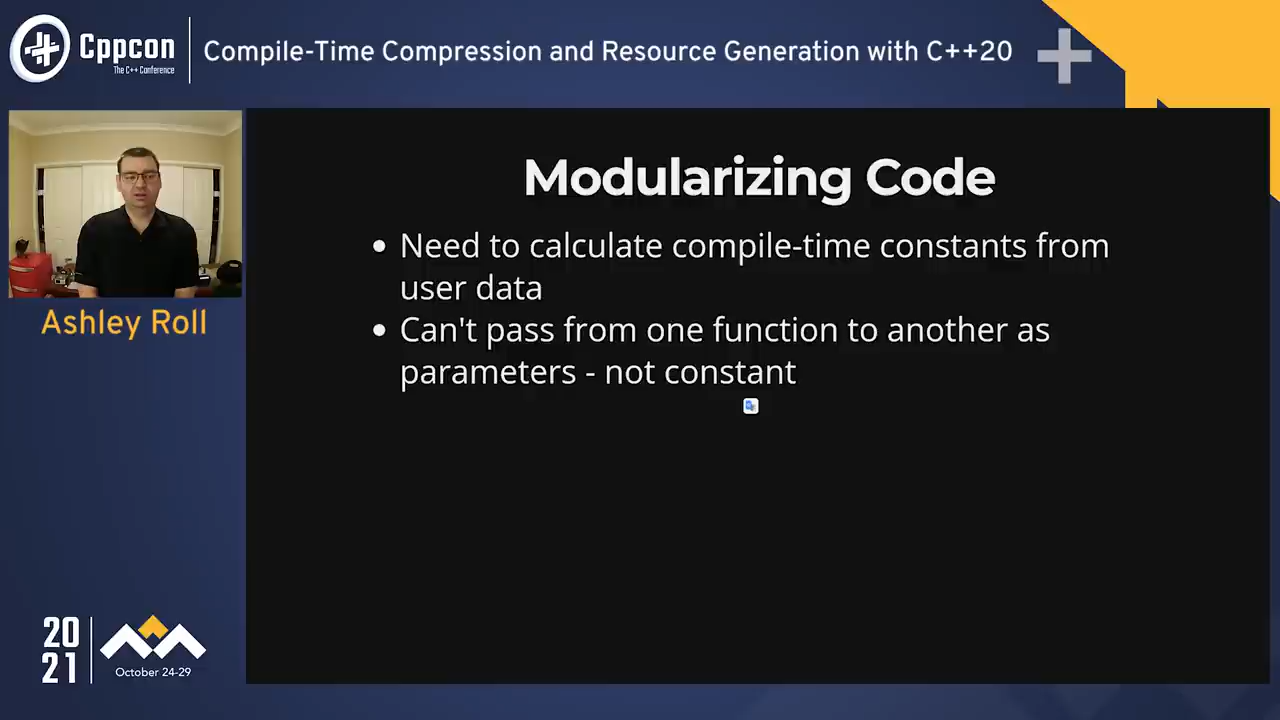 Cppcon
The C++ Conference
Compile-Time Compression and Resource Generation with C++20
Ashley Roll
Modularizing Code
Need to calculate compile-time constants from
user data
Can't pass from one function to another as
parameters - not constant
20
21
October 24-29